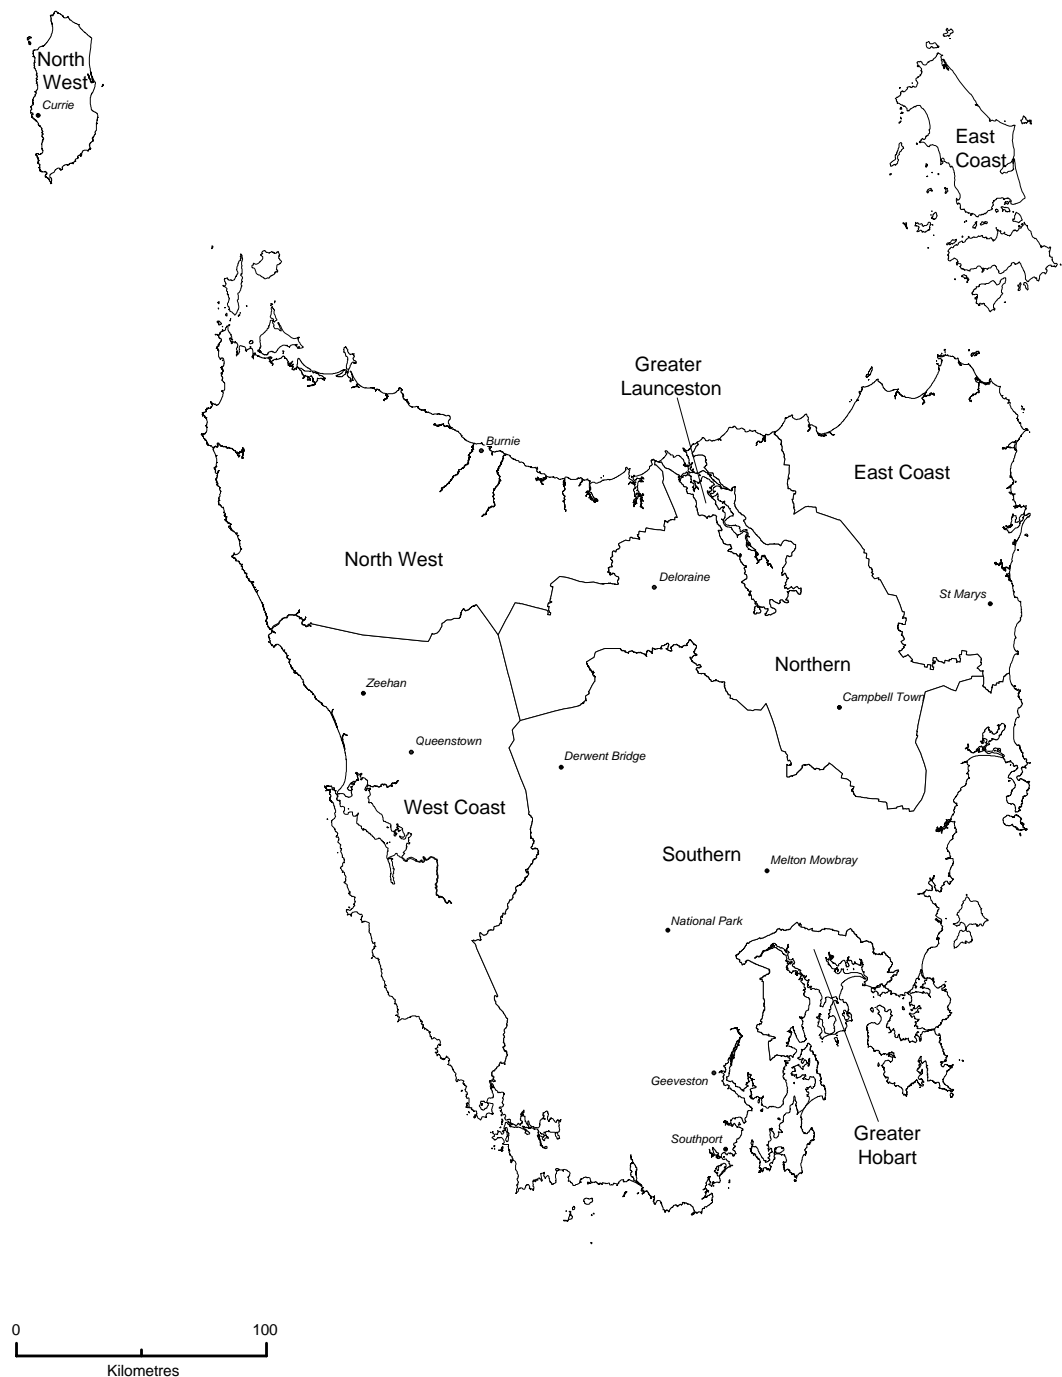 North
West
Currie
East
Coast
Greater
Launceston
Burnie
East Coast
North West
Deloraine
St Marys
Northern
Zeehan
Campbell Town
Queenstown
Derwent Bridge
West Coast
Southern
Melton Mowbray
National Park
Geeveston
Southport
Greater
Hobart
0 100
Kilometres